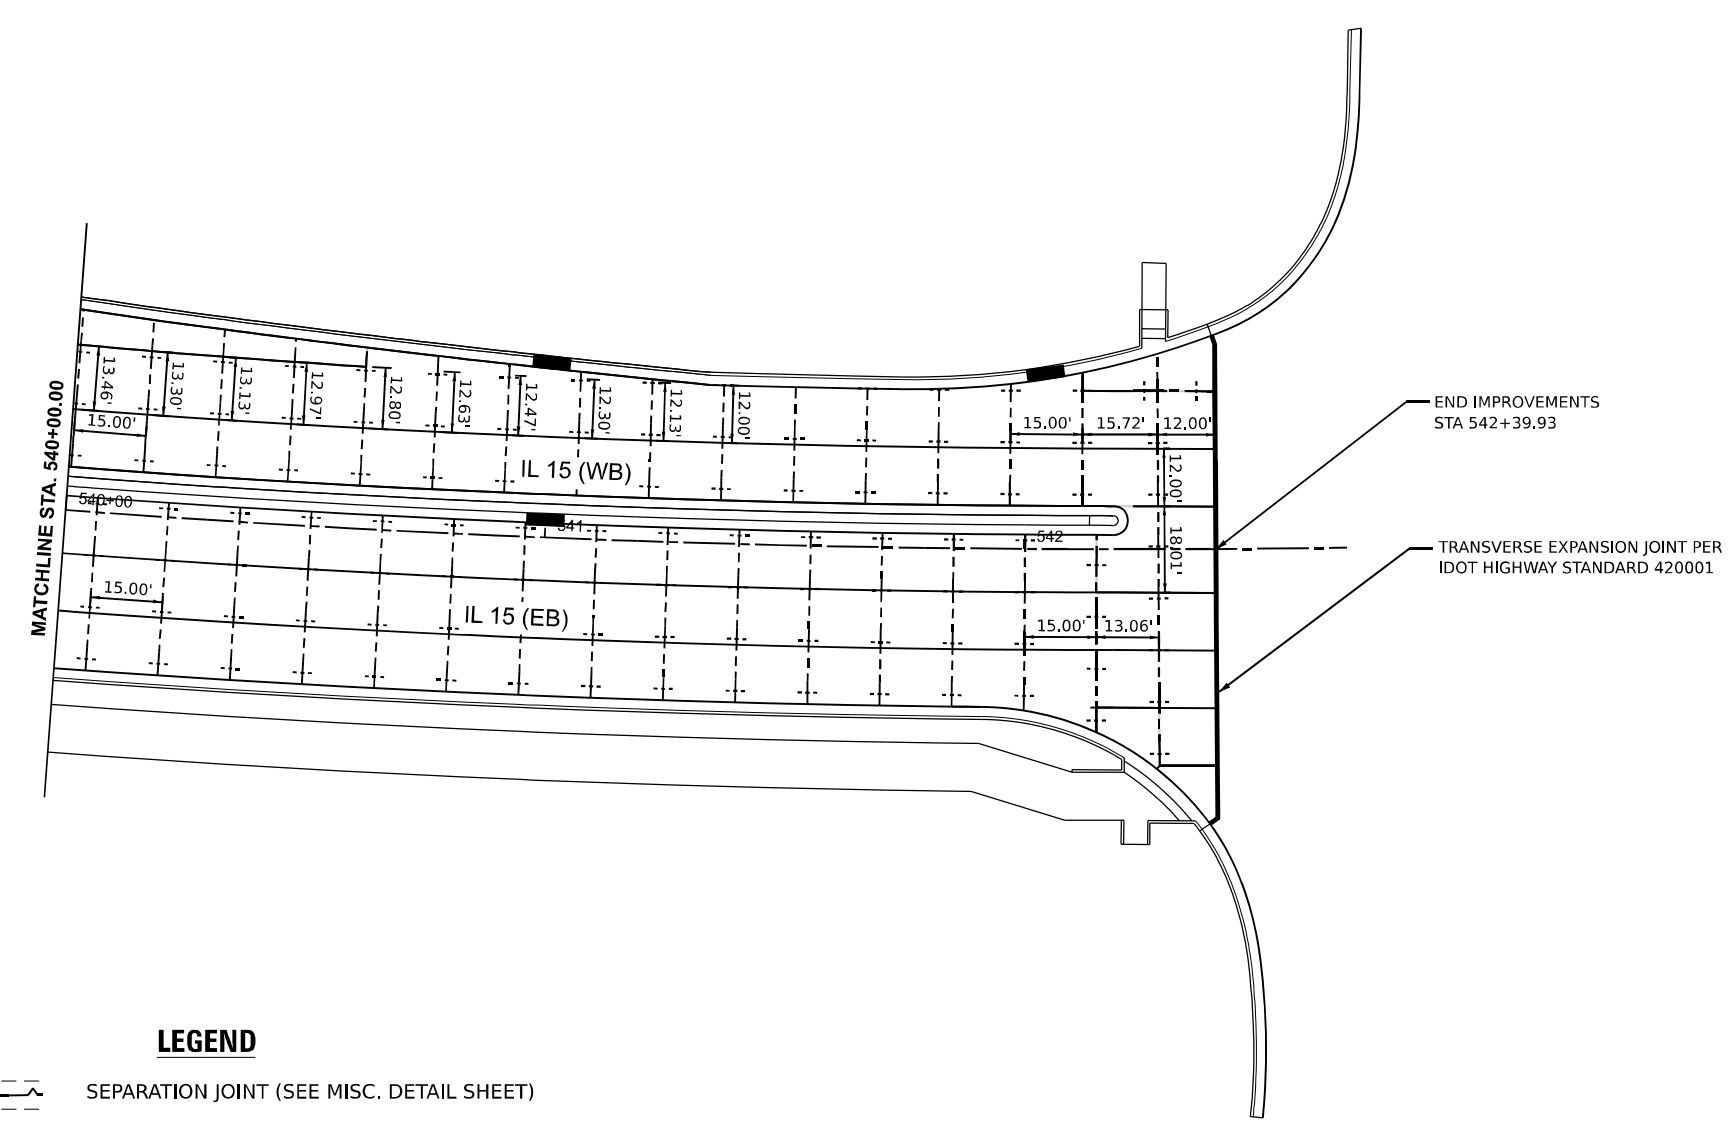 MATCHLINE STA. 540+00.00
13.46'
13.30'
13.13'
12.97'
12.80'
12.63'
12.47'
12.30'
12.13'
12.00'
15.00'
15.00'
15.72'
12.00'
END IMPROVEMENTS
STA 542+39.93
IL 15 (WB)
12.00'
540+00
541
542
18.01'
TRANSVERSE EXPANSION JOINT PER
IDOT HIGHWAY STANDARD 420001
15.00'
IL 15 (EB)
15.00'
13.06'
LEGEND
SEPARATION JOINT (SEE MISC. DETAIL SHEET)